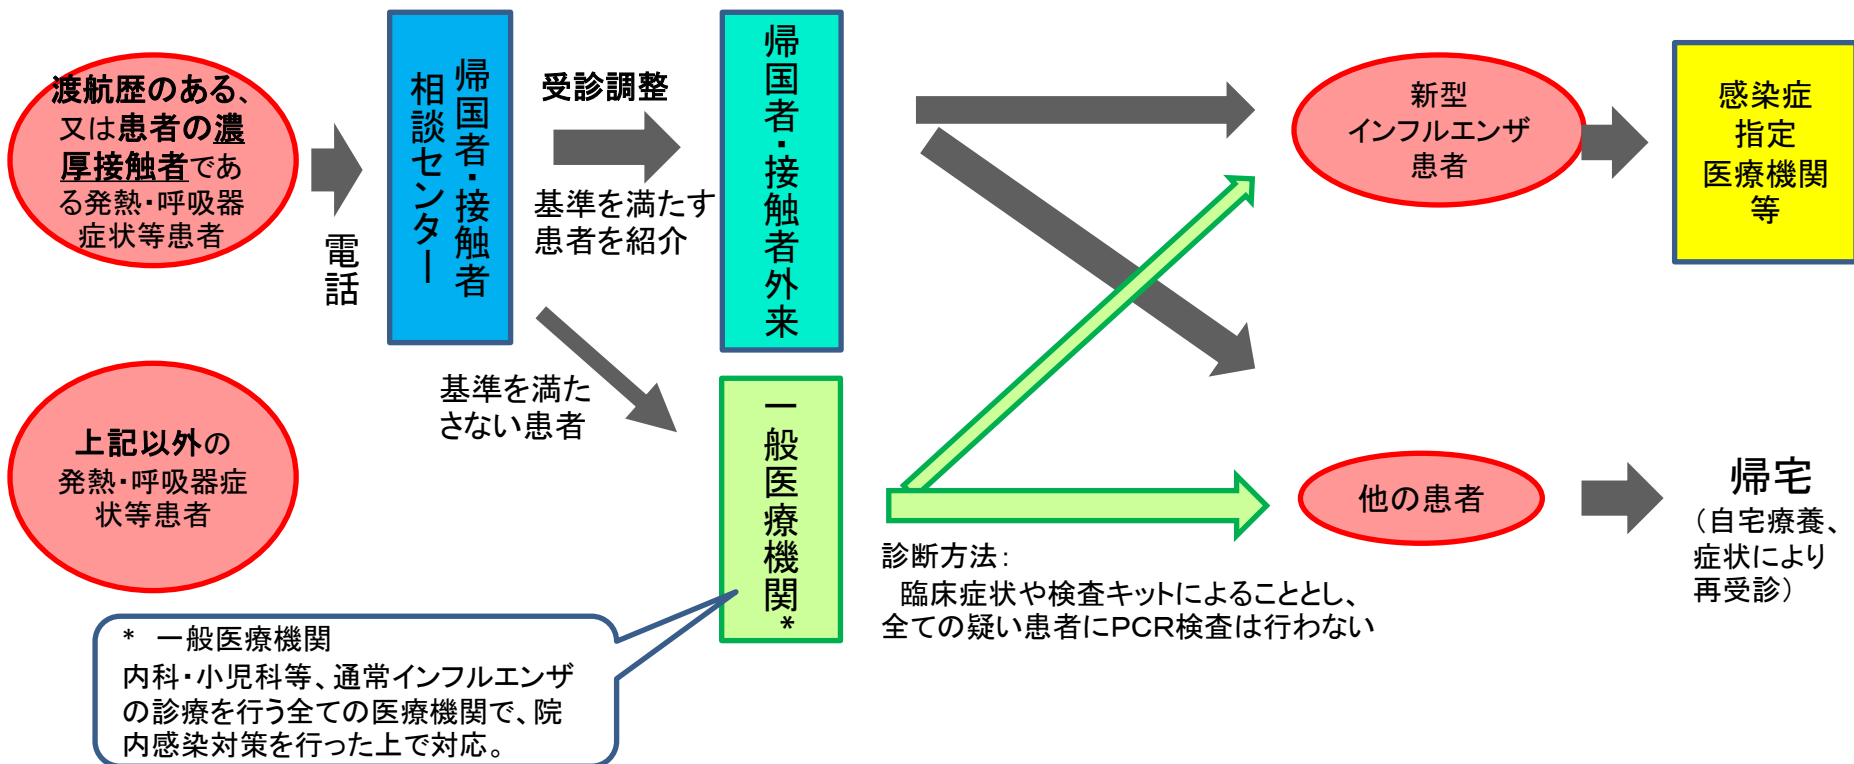 渡航歴のある、
又は患者の濃
厚接触者であ
る発熱・呼吸器
症状等患者
電話
帰国者・接触者
相談センター
受診調整
基準を満たす
患者を紹介
帰国者・接触者外来
新型
インフルエンザ
患者
感染症
指定
医療機関
等
上記以外の
発熱・呼吸器症
状等患者
基準を満た
さない患者
一般医療機関*
他の患者
帰宅
（自宅療養、
症状により
再受診）
診断方法：
臨床症状や検査キットによることとし、
全ての疑い患者にPCR検査は行わない
* 一般医療機関
内科・小児科等、通常インフルエンザ
の診療を行う全ての医療機関で、院
内感染対策を行った上で対応。